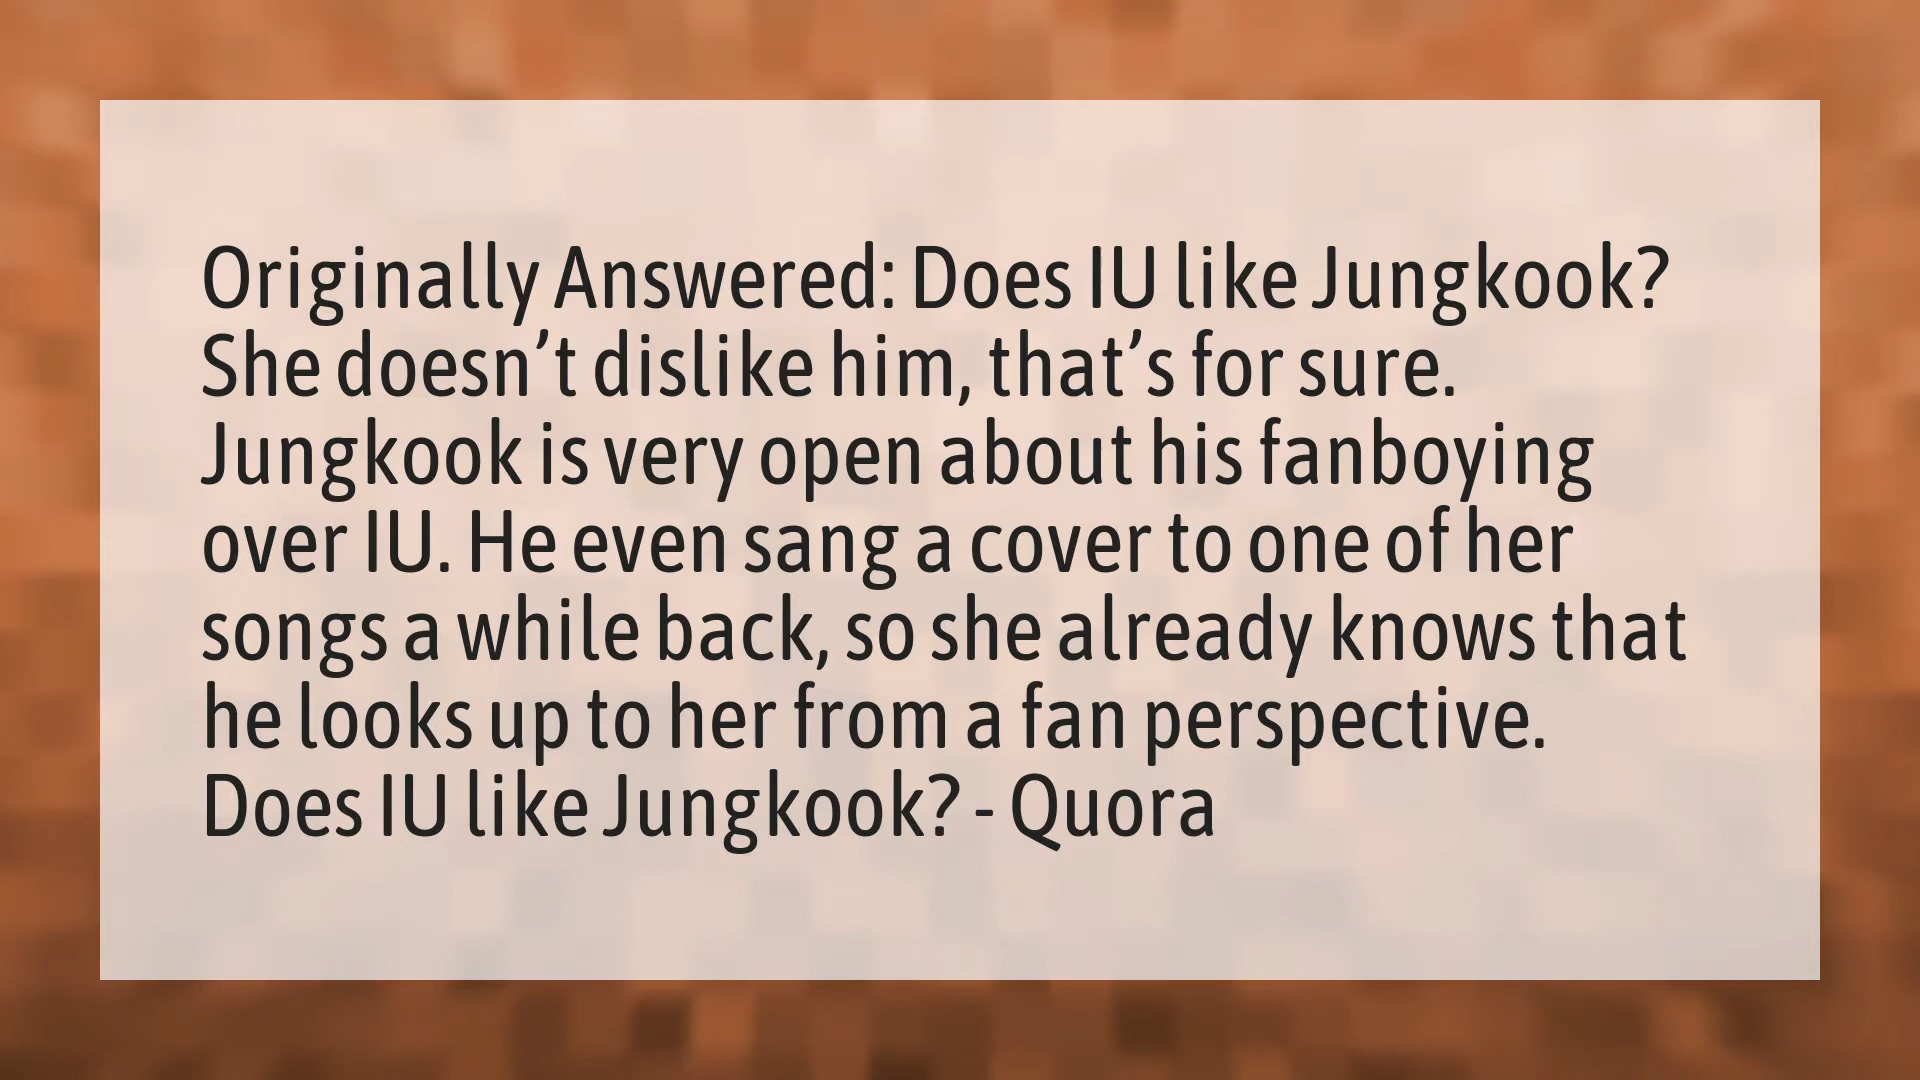 Originally Answered: Does IU like Jungkook?
She doesn’t dislike him, that’s for sure.
Jungkook is very open about his fanboying
over IU. He even sang a cover to one of her
songs a while back, so she already knows that
he looks up to her from a fan perspective.
Does IU like Jungkook? - Quora